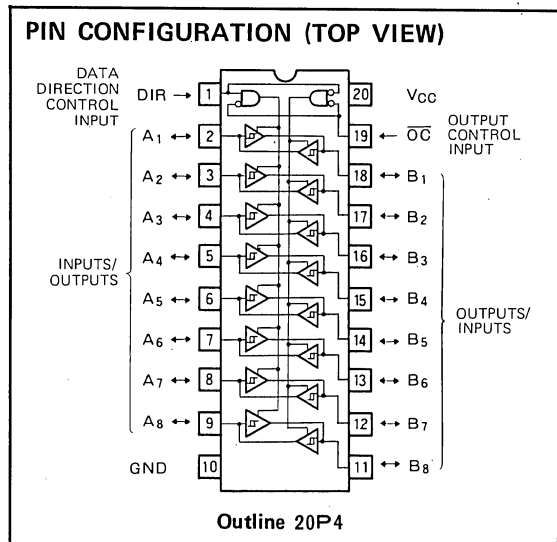 PIN CONFIGURATION (TOP VIEW)
DATA
DIRECTION
CONTROL
INPUT
DIR → 1
A1 ↔ 2
A2 ↔ 3
A3 ↔ 4
A4 ↔ 5
A5 ↔ 6
A6 ↔ 7
A7 ↔ 8
A8 ↔ 9
GND 10
INPUTS/
OUTPUTS
20 VCC
19 ← OC
OUTPUT
CONTROL
INPUT
18 ↔ B1
17 ↔ B2
16 ↔ B3
15 ↔ B4
14 ↔ B5
13 ↔ B6
12 ↔ B7
11 ↔ B8
OUTPUTS/
INPUTS
Outline 20P4